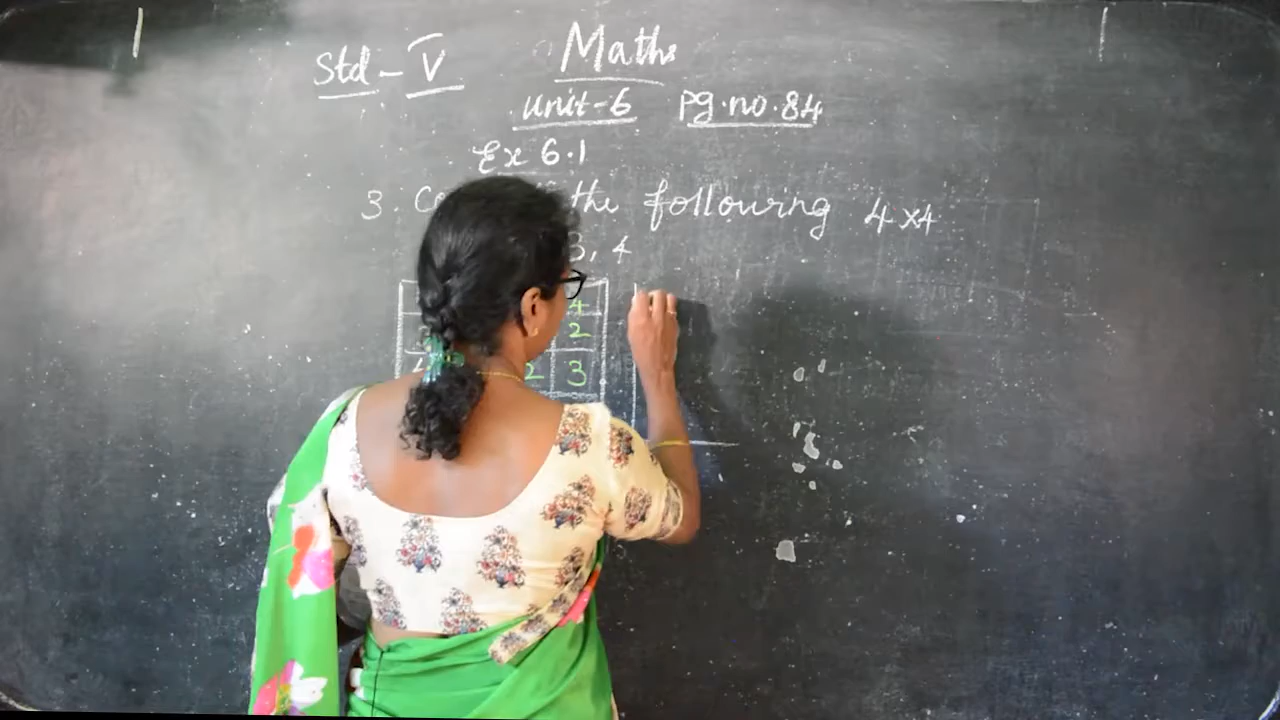 Maths
Std - V
Unit-6 Pg.no.84
Ex 6.1
3. the following 4x4
3, 4
4
2
2 3